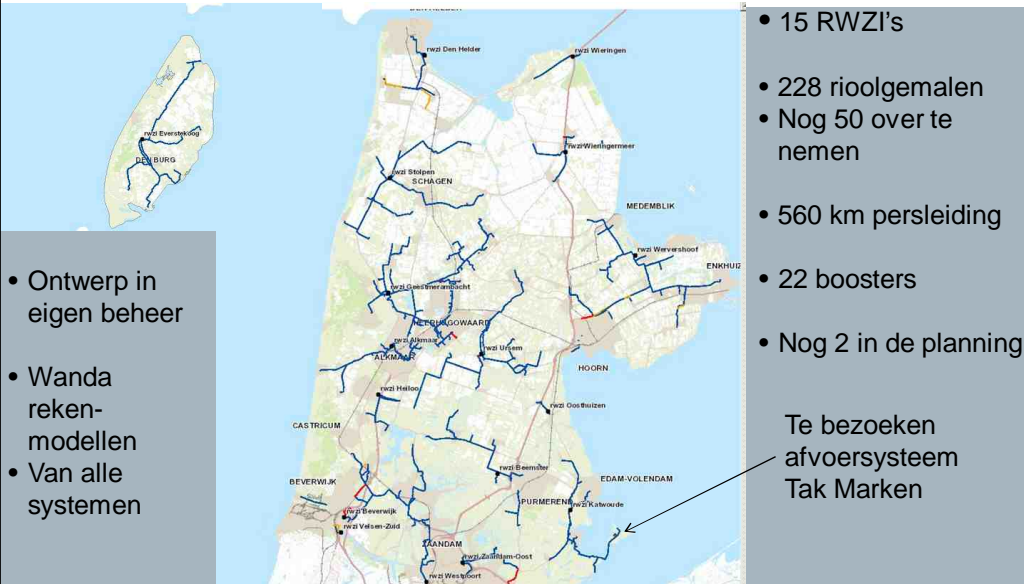 • Ontwerp in
eigen beheer
• Wanda
reken-
modellen
• Van alle
systemen
rwzi Den Helder
rwzi Wieringen
rwzi Everstekoog
DEN BURG
rwzi Wieringermeer
rwzi Stolpen
SCHAGEN
MEDEMBLIK
rwzi Wervershoof
ENKHUIZ
rwzi Geestmerambacht
HEERHUGOWAARD
rwzi Alkmaar
ALKMAAR
rwzi Ursem
HOORN
rwzi Heiloo
rwzi Oosthuizen
CASTRICUM
rwzi Beemster
BEVERWIJK
EDAM-VOLENDAM
PURMEREND
rwzi Katwoude
rwzi Beverwijk
rwzi Velsen-Zuid
ZAANDAM
rwzi Zaandam-Oost
rwzi Westpoort
• 15 RWZI's
• 228 rioolgemalen
• Nog 50 over te
nemen
• 560 km persleiding
• 22 boosters
• Nog 2 in de planning
Te bezoeken
afvoersysteem
Tak Marken